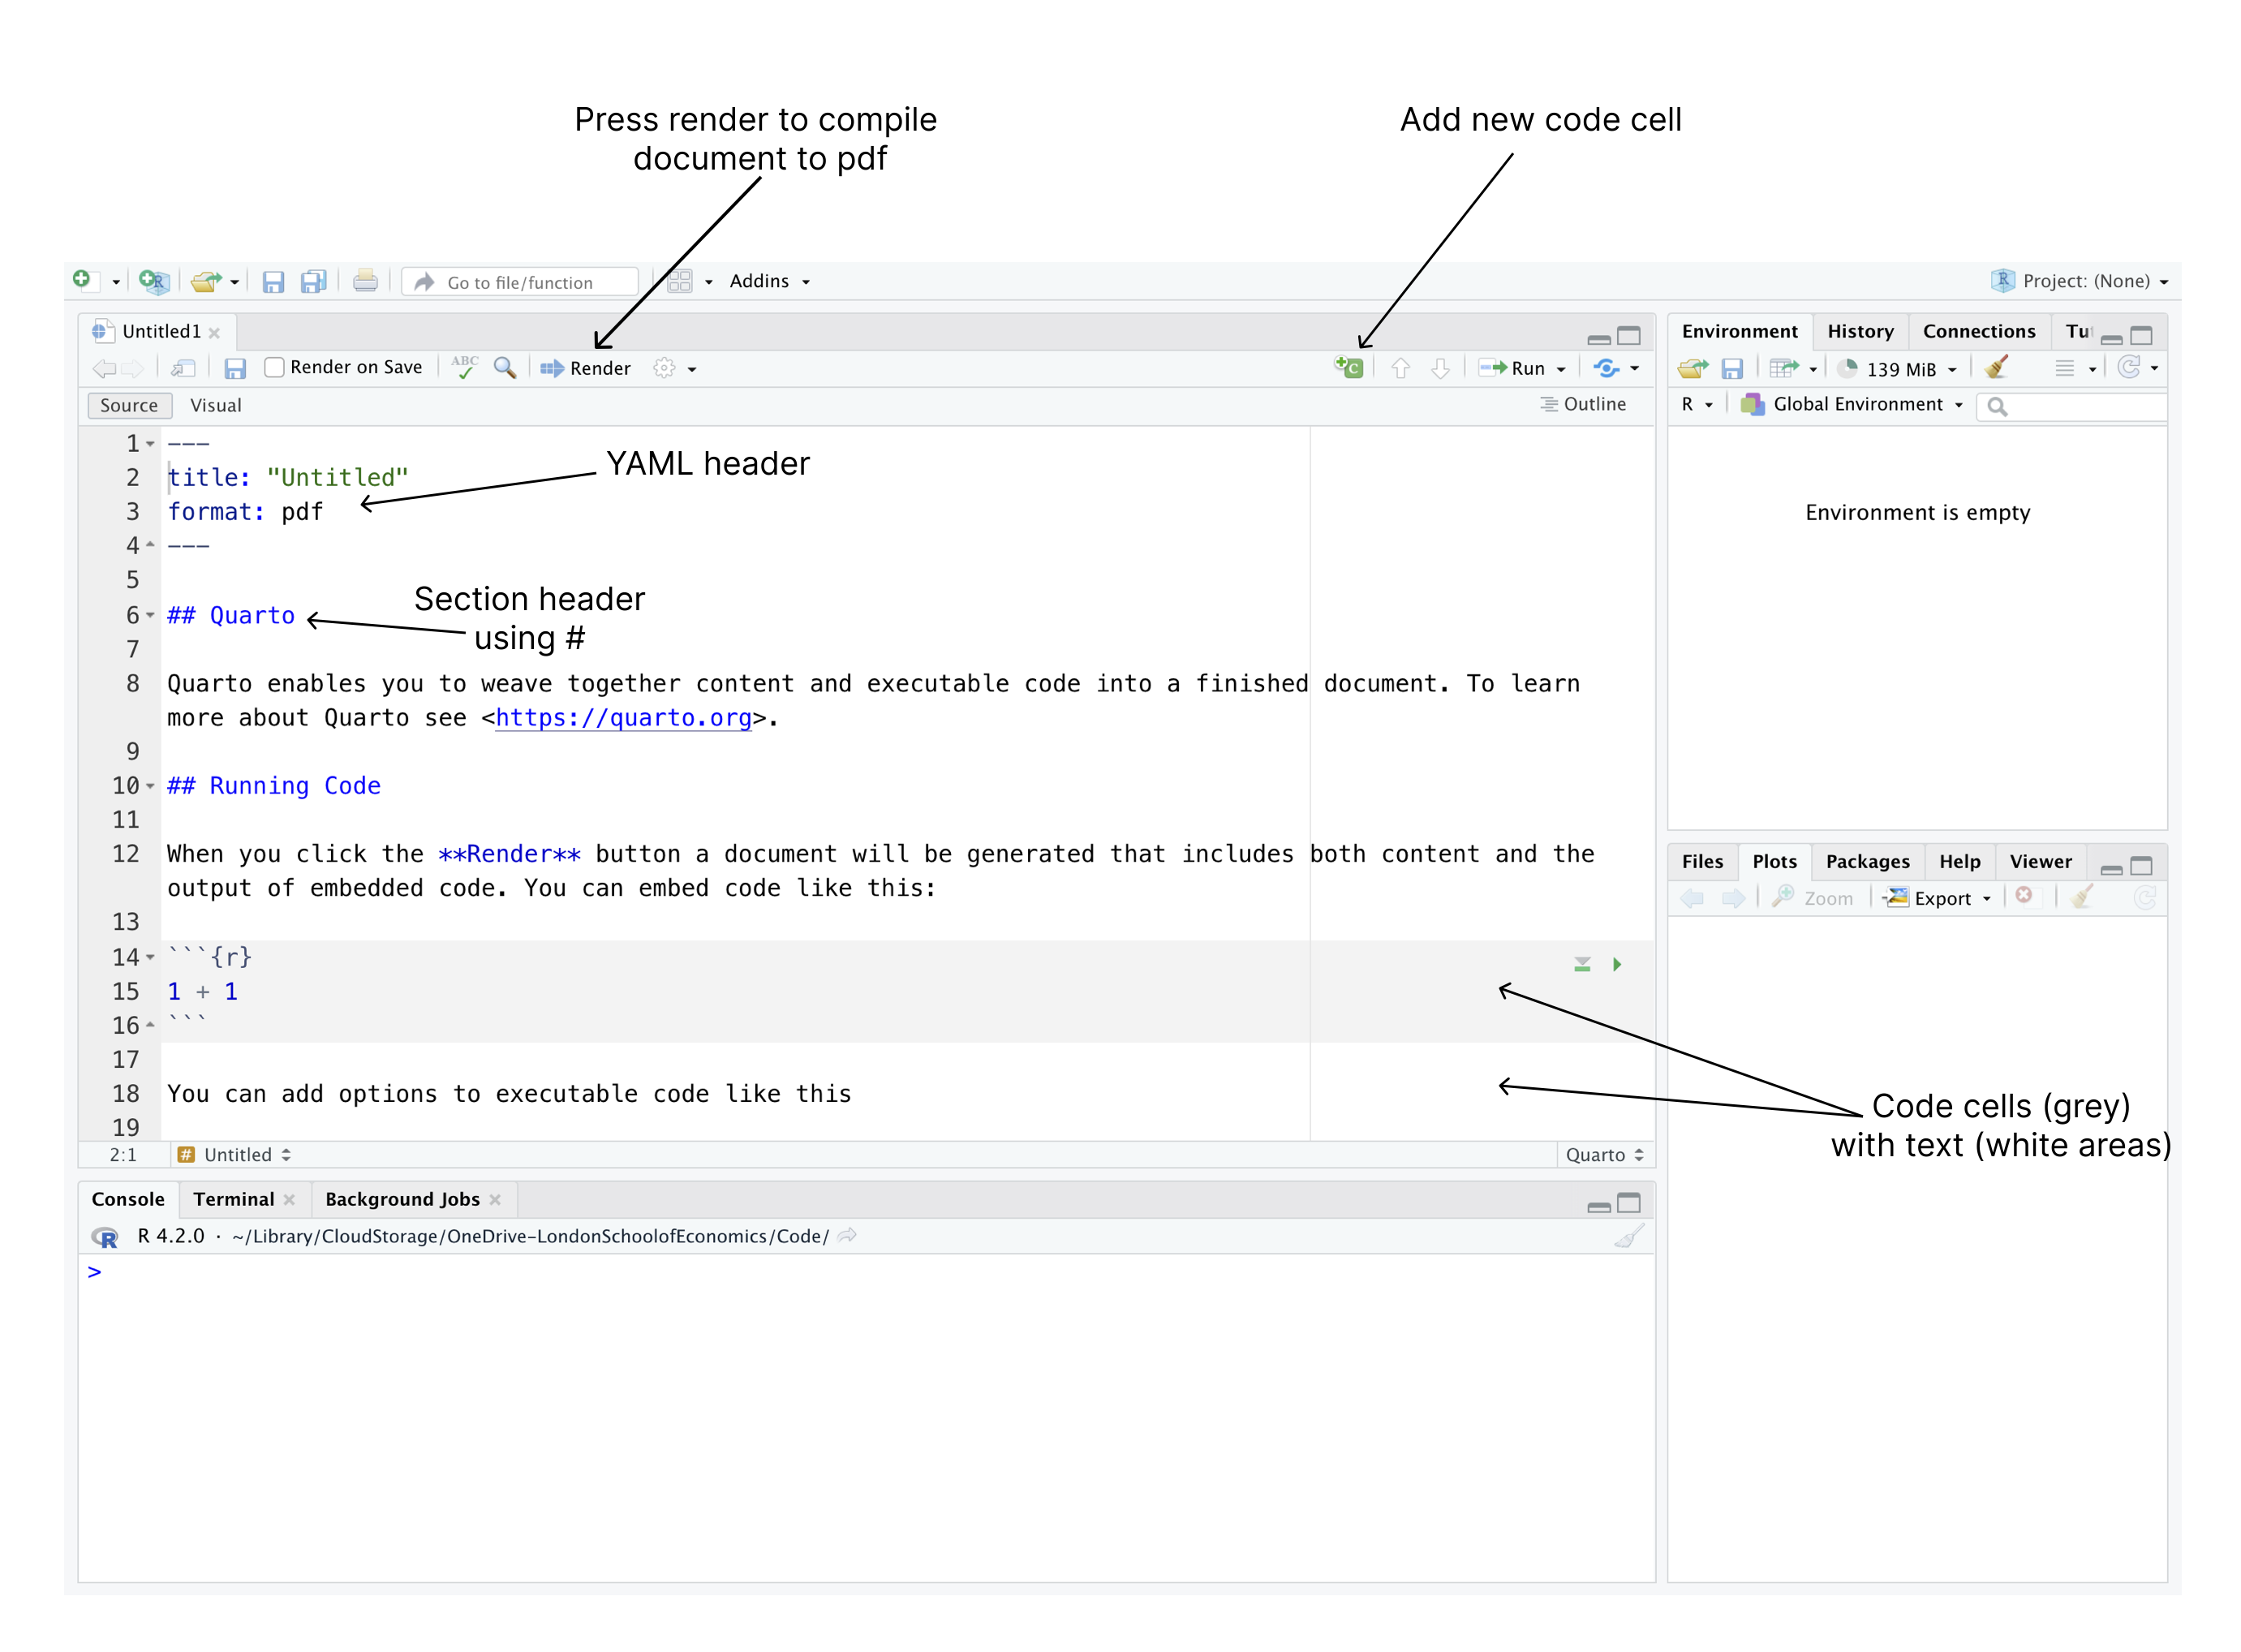 Press render to compile
document to pdf
Add new code cell
Go to file/function
Addins
Project: (None)
Untitled1
Render on Save
ABC
Render
C
Run
Source
Visual
Outline
1 ---
2 title: "Untitled"
3 format: pdf
4 ---
YAML header
5
6 ## Quarto
Section header
using #
7
8 Quarto enables you to weave together content and executable code into a finished document. To learn
more about Quarto see <https://quarto.org>.
9
10 ## Running Code
11
12 When you click the **Render** button a document will be generated that includes both content and the
output of embedded code. You can embed code like this:
13
14 ```{r}
15 1 + 1
16 ```
17
18 You can add options to executable code like this
19
2:1
# Untitled
Quarto
Console
Terminal
Background Jobs
R 4.2.0 · ~/Library/CloudStorage/OneDrive-LondonSchoolofEconomics/Code/
>
Environment
History
Connections
Tut
139 MiB
R
Global Environment
Environment is empty
Files
Plots
Packages
Help
Viewer
Zoom
Export
Code cells (grey)
with text (white areas)